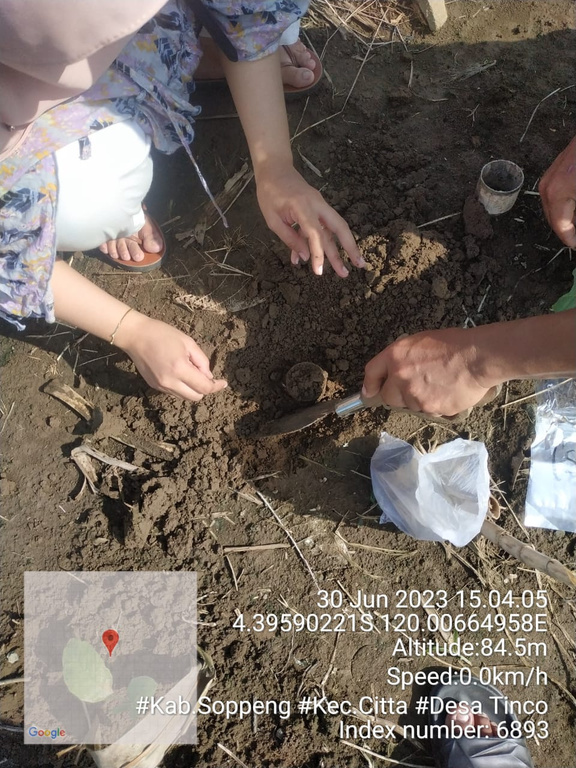 30 Jun 2023 15.04.05
4.39590221S 120.00664958E
Altitude:84.5m
Speed:0.0km/h
#Kab.Soppeng #Kec.Citta #Desa Tinco
Index number: 6893
Google